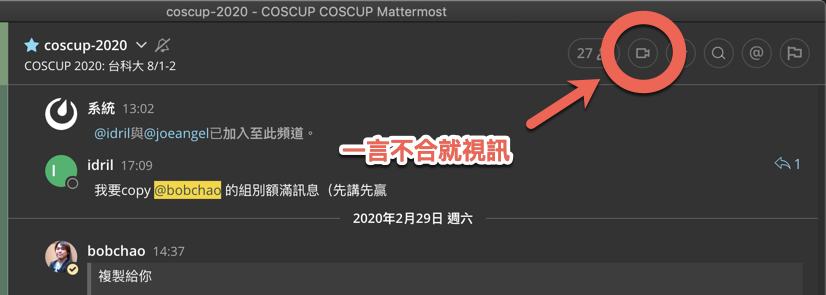 coscup-2020 - COSCUP COSCUP Mattermost
coscup-2020
27
COSCUP 2020: 台科大 8/1-2
系統 13:02
@idril與@joeangel已加入至此頻道。
一言不合就視訊
idril 17:09
1
我要copy @bobchao 的組別額滿訊息（先講先贏
2020年2月29日 週六
bobchao 14:37
複製給你